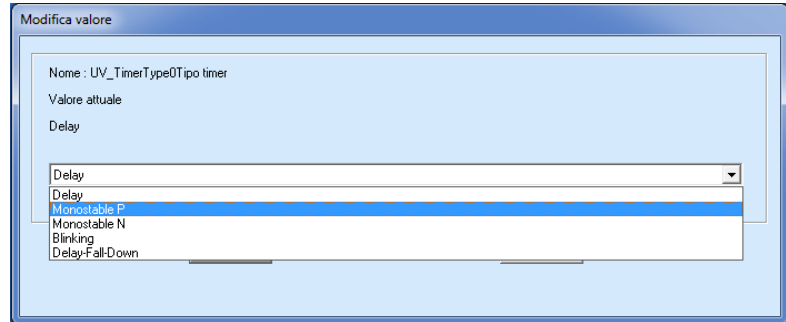 Modifica valore
Nome : UV_TimerType0Tipo timer
Valore attuale
Delay
Delay
Delay
Monostable P
Monostable N
Blinking
Delay-Fall-Down